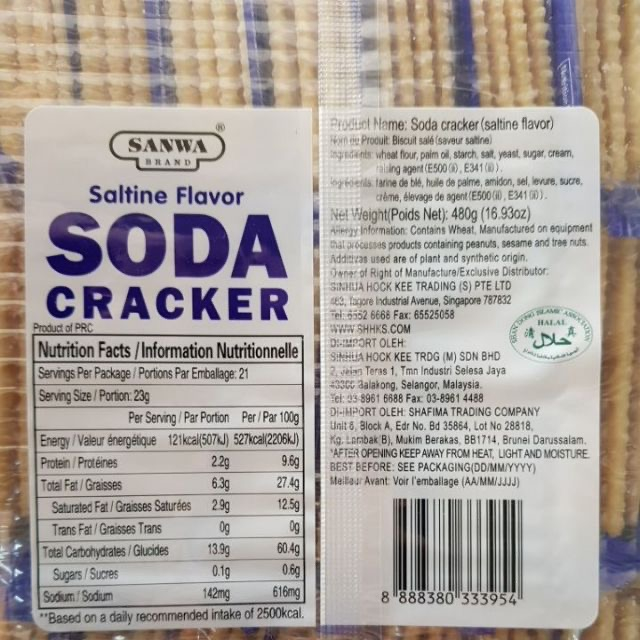 SANWA®
BRAND
Saltine Flavor
SODA
CRACKER
Product of PRC
Nutrition Facts / Information Nutritionnelle
Servings Per Package / Portions Par Emballage: 21
Serving Size / Portion: 23g
Per Serving / Par Portion Per / Par 100g
Energy / Valeur énergétique 121kcal(507kJ) 527kcal(2206kJ)
Protein / Protéines 2.2g 9.6g
Total Fat / Graisses 6.3g 27.4g
Saturated Fat / Graisses Saturées 2.9g 12.5g
Trans Fat / Graisses Trans 0g 0g
Total Carbohydrates / Glucides 13.9g 60.4g
Sugars / Sucres 0.1g 0.6g
Sodium / Sodium 142mg 616mg
**Based on a daily recommended intake of 2500kcal.
Product Name: Soda cracker (saltine flavor)
Nom du Produit: Biscuit salé (saveur saltine)
Ingredients: wheat flour, palm oil, starch, salt, yeast, sugar, cream,
raising agent (E500 (ii), E341 (iii)).
Ingredients: farine de blé, huile de palme, amidon, sel, levure, sucre,
crème, élevage de agent (E500 (ii), E341 (iii)).
Net Weight(Poids Net): 480g (16.93oz)
Allergy Information: Contains Wheat, Manufactured on equipment
that processes products containing peanuts, sesame and tree nuts.
Additives used are of plant and synthetic origin.
Owner of Right of Manufacture/Exclusive Distributor:
SINHUA HOCK KEE TRADING (S) PTE LTD
463, Tagore Industrial Avenue, Singapore 787832
Tel: 6552 6668 Fax: 65525058
WWW.SHHKS.COM
DI-IMPORT OLEH:
SINHUA HOCK KEE TRDG (M) SDN BHD
2, Jalan Teras 1, Tmn Industri Selesa Jaya
43300 Balakong, Selangor, Malaysia.
Tel: 03-8961 6688 Fax: 03-8961 4488
DI-IMPORT OLEH: SHAFIMA TRADING COMPANY
Unit 8, Block A, Edr No. Bd 35864, Lot No 28818,
Kg. Lambak B), Mukim Berakas, BB1714, Brunei Darussalam.
*AFTER OPENING KEEP AWAY FROM HEAT, LIGHT AND MOISTURE.
BEST BEFORE: SEE PACKAGING(DD/MM/YYYY)
Meilleur Avant: Voir l'emballage (AA/MM/JJJJ)
ISLAMIC ASSOCIATION
HALAL
حلال
8 888380 333954